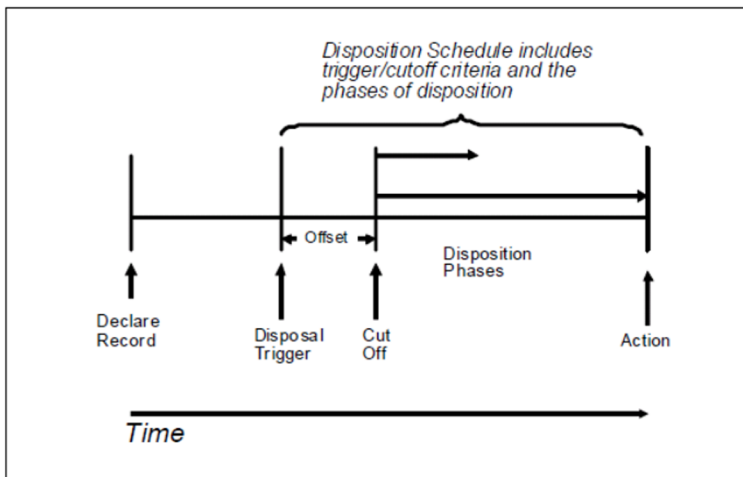 Disposition Schedule includes
trigger/cutoff criteria and the
phases of disposition
Offset
Disposition
Phases
Declare
Record
Disposal
Trigger
Cut
Off
Action
Time